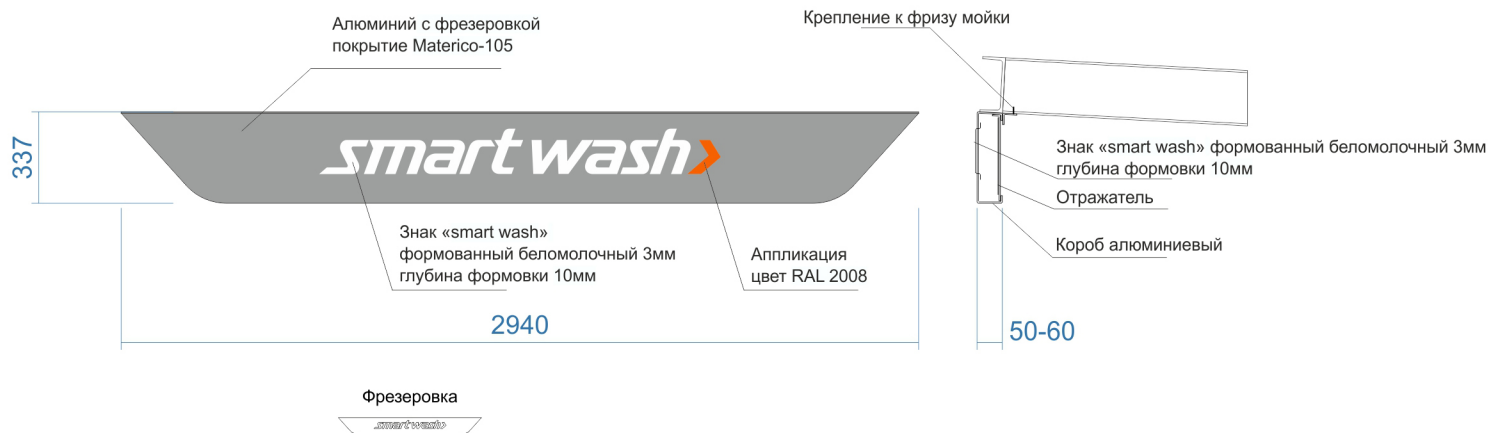 Алюминий с фрезеровкой
покрытие Materico-105
Крепление к фризу мойки
337
smart wash
Знак «smart wash» формованный беломолочный 3мм
глубина формовки 10мм
Отражатель
Короб алюминиевый
Знак «smart wash»
формованный беломолочный 3мм
глубина формовки 10мм
Аппликация
цвет RAL 2008
2940
50-60
Фрезеровка
smart wash